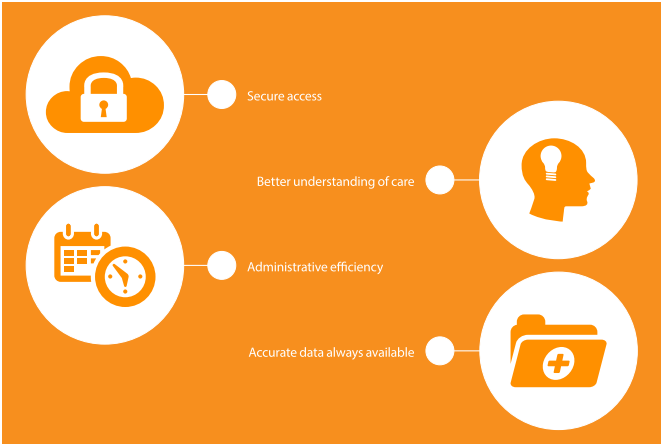 Secure access
Better understanding of care
Administrative efficiency
Accurate data always available